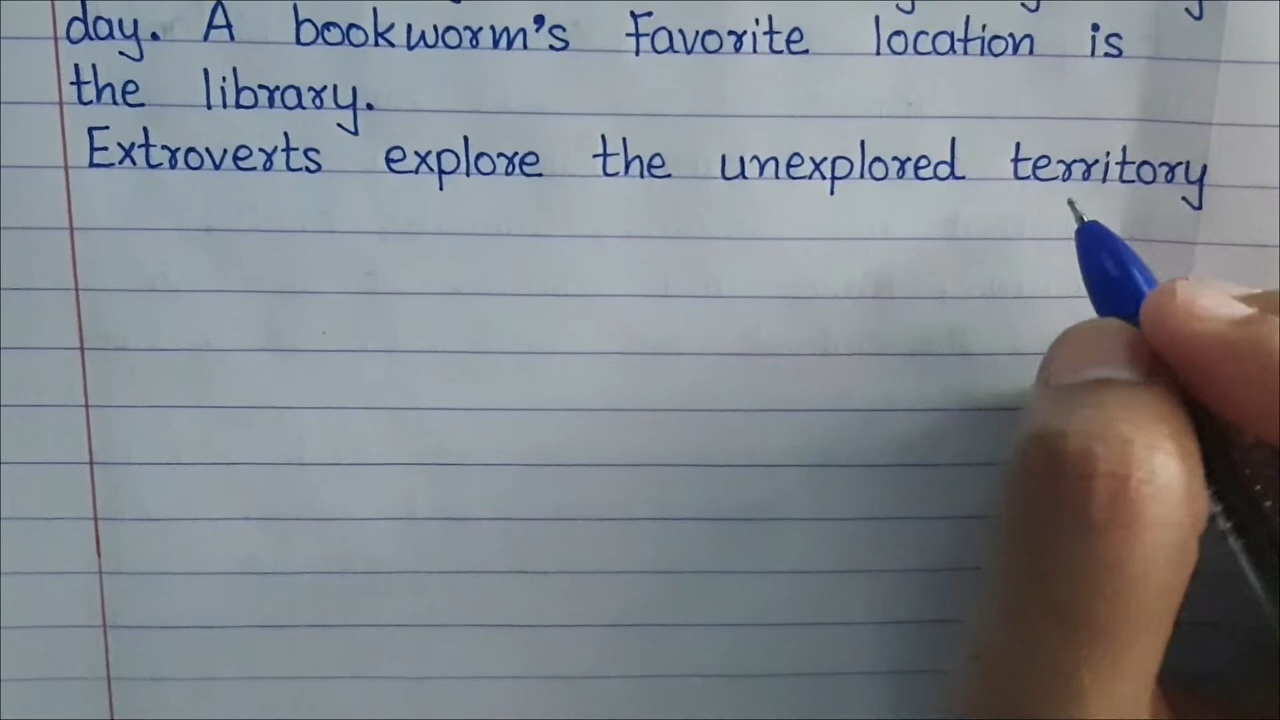 day. A bookworm's Favorite location is
the library.
Extroverts explore the unexplored territory